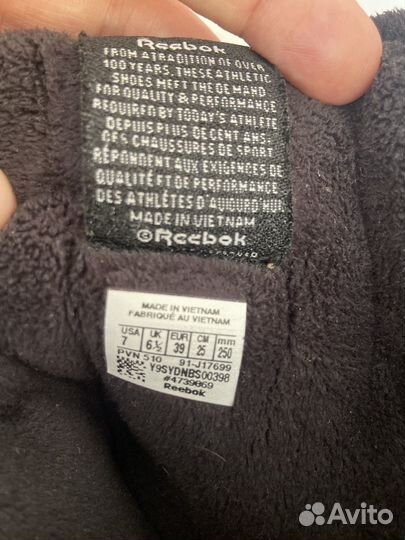 Reebok
FROM A TRADITION OF OVER
100 YEARS, THESE ATHLETIC
SHOES MEET THE DEMAND
FOR QUALITY & PERFORMANCE
REQUIRED BY TODAY'S ATHLETE
DEPUIS PLUS DE CENT ANS,
DES CHAUSSURES DE SPORT
RÉPONDENT AUX EXIGENCES DE
QUALITÉ ET DE PERFORMANCE
DES ATHLÈTES D'AUJOURD'HUI
MADE IN VIETNAM
©Reebok
MADE IN VIETNAM
FABRIQUÉ AU VIETNAM
USA UK EUR CM mm
7 6½ 39 25 250
PVN 510 91-J17699
Y9SYDNBS00398
#4739869
Reebok
Avito